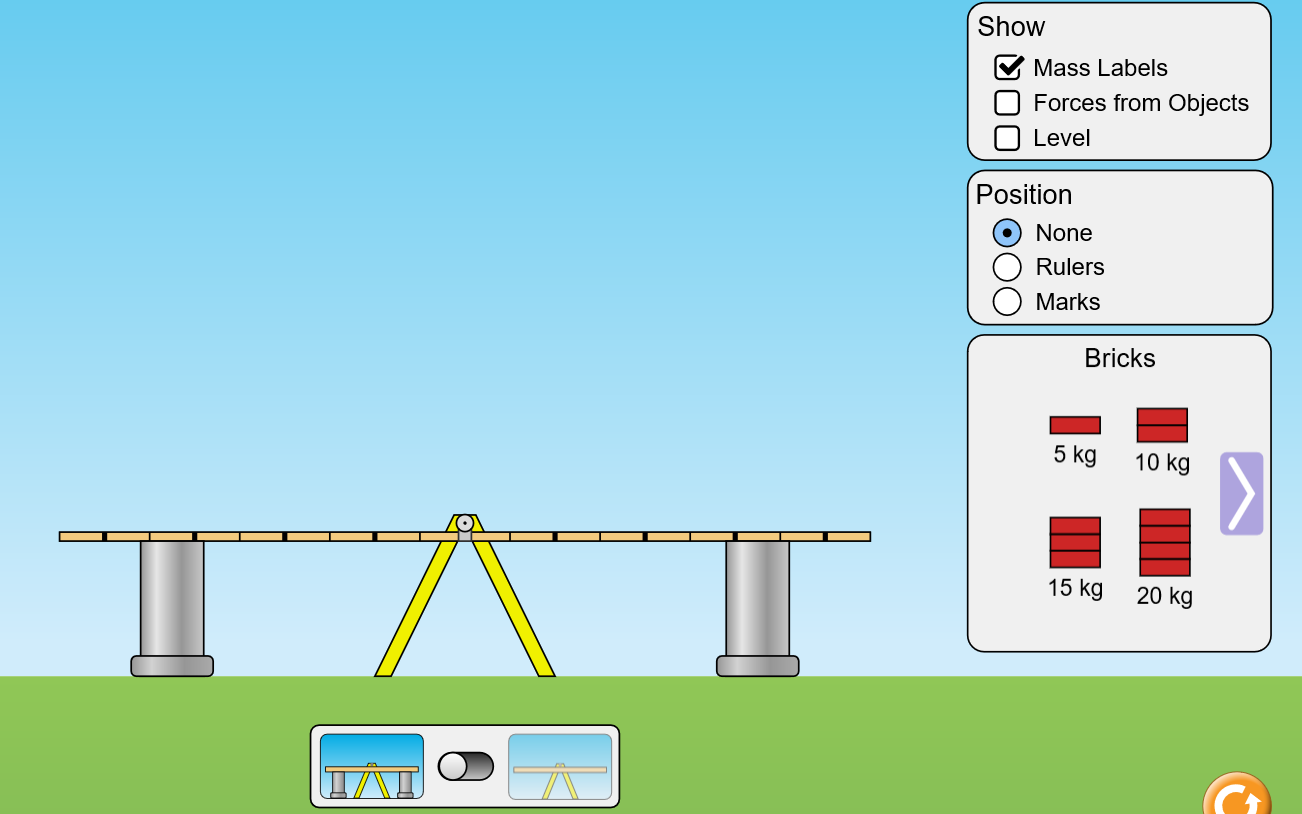 Show
Mass Labels
Forces from Objects
Level
Position
None
Rulers
Marks
Bricks
5 kg
10 kg
15 kg
20 kg